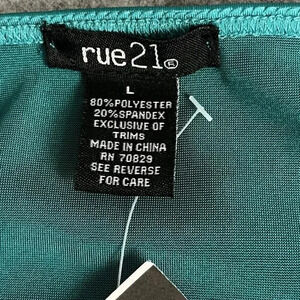 rue21®
L
80%POLYESTER
20%SPANDEX
EXCLUSIVE OF
TRIMS
MADE IN CHINA
RN 70829
SEE REVERSE
FOR CARE